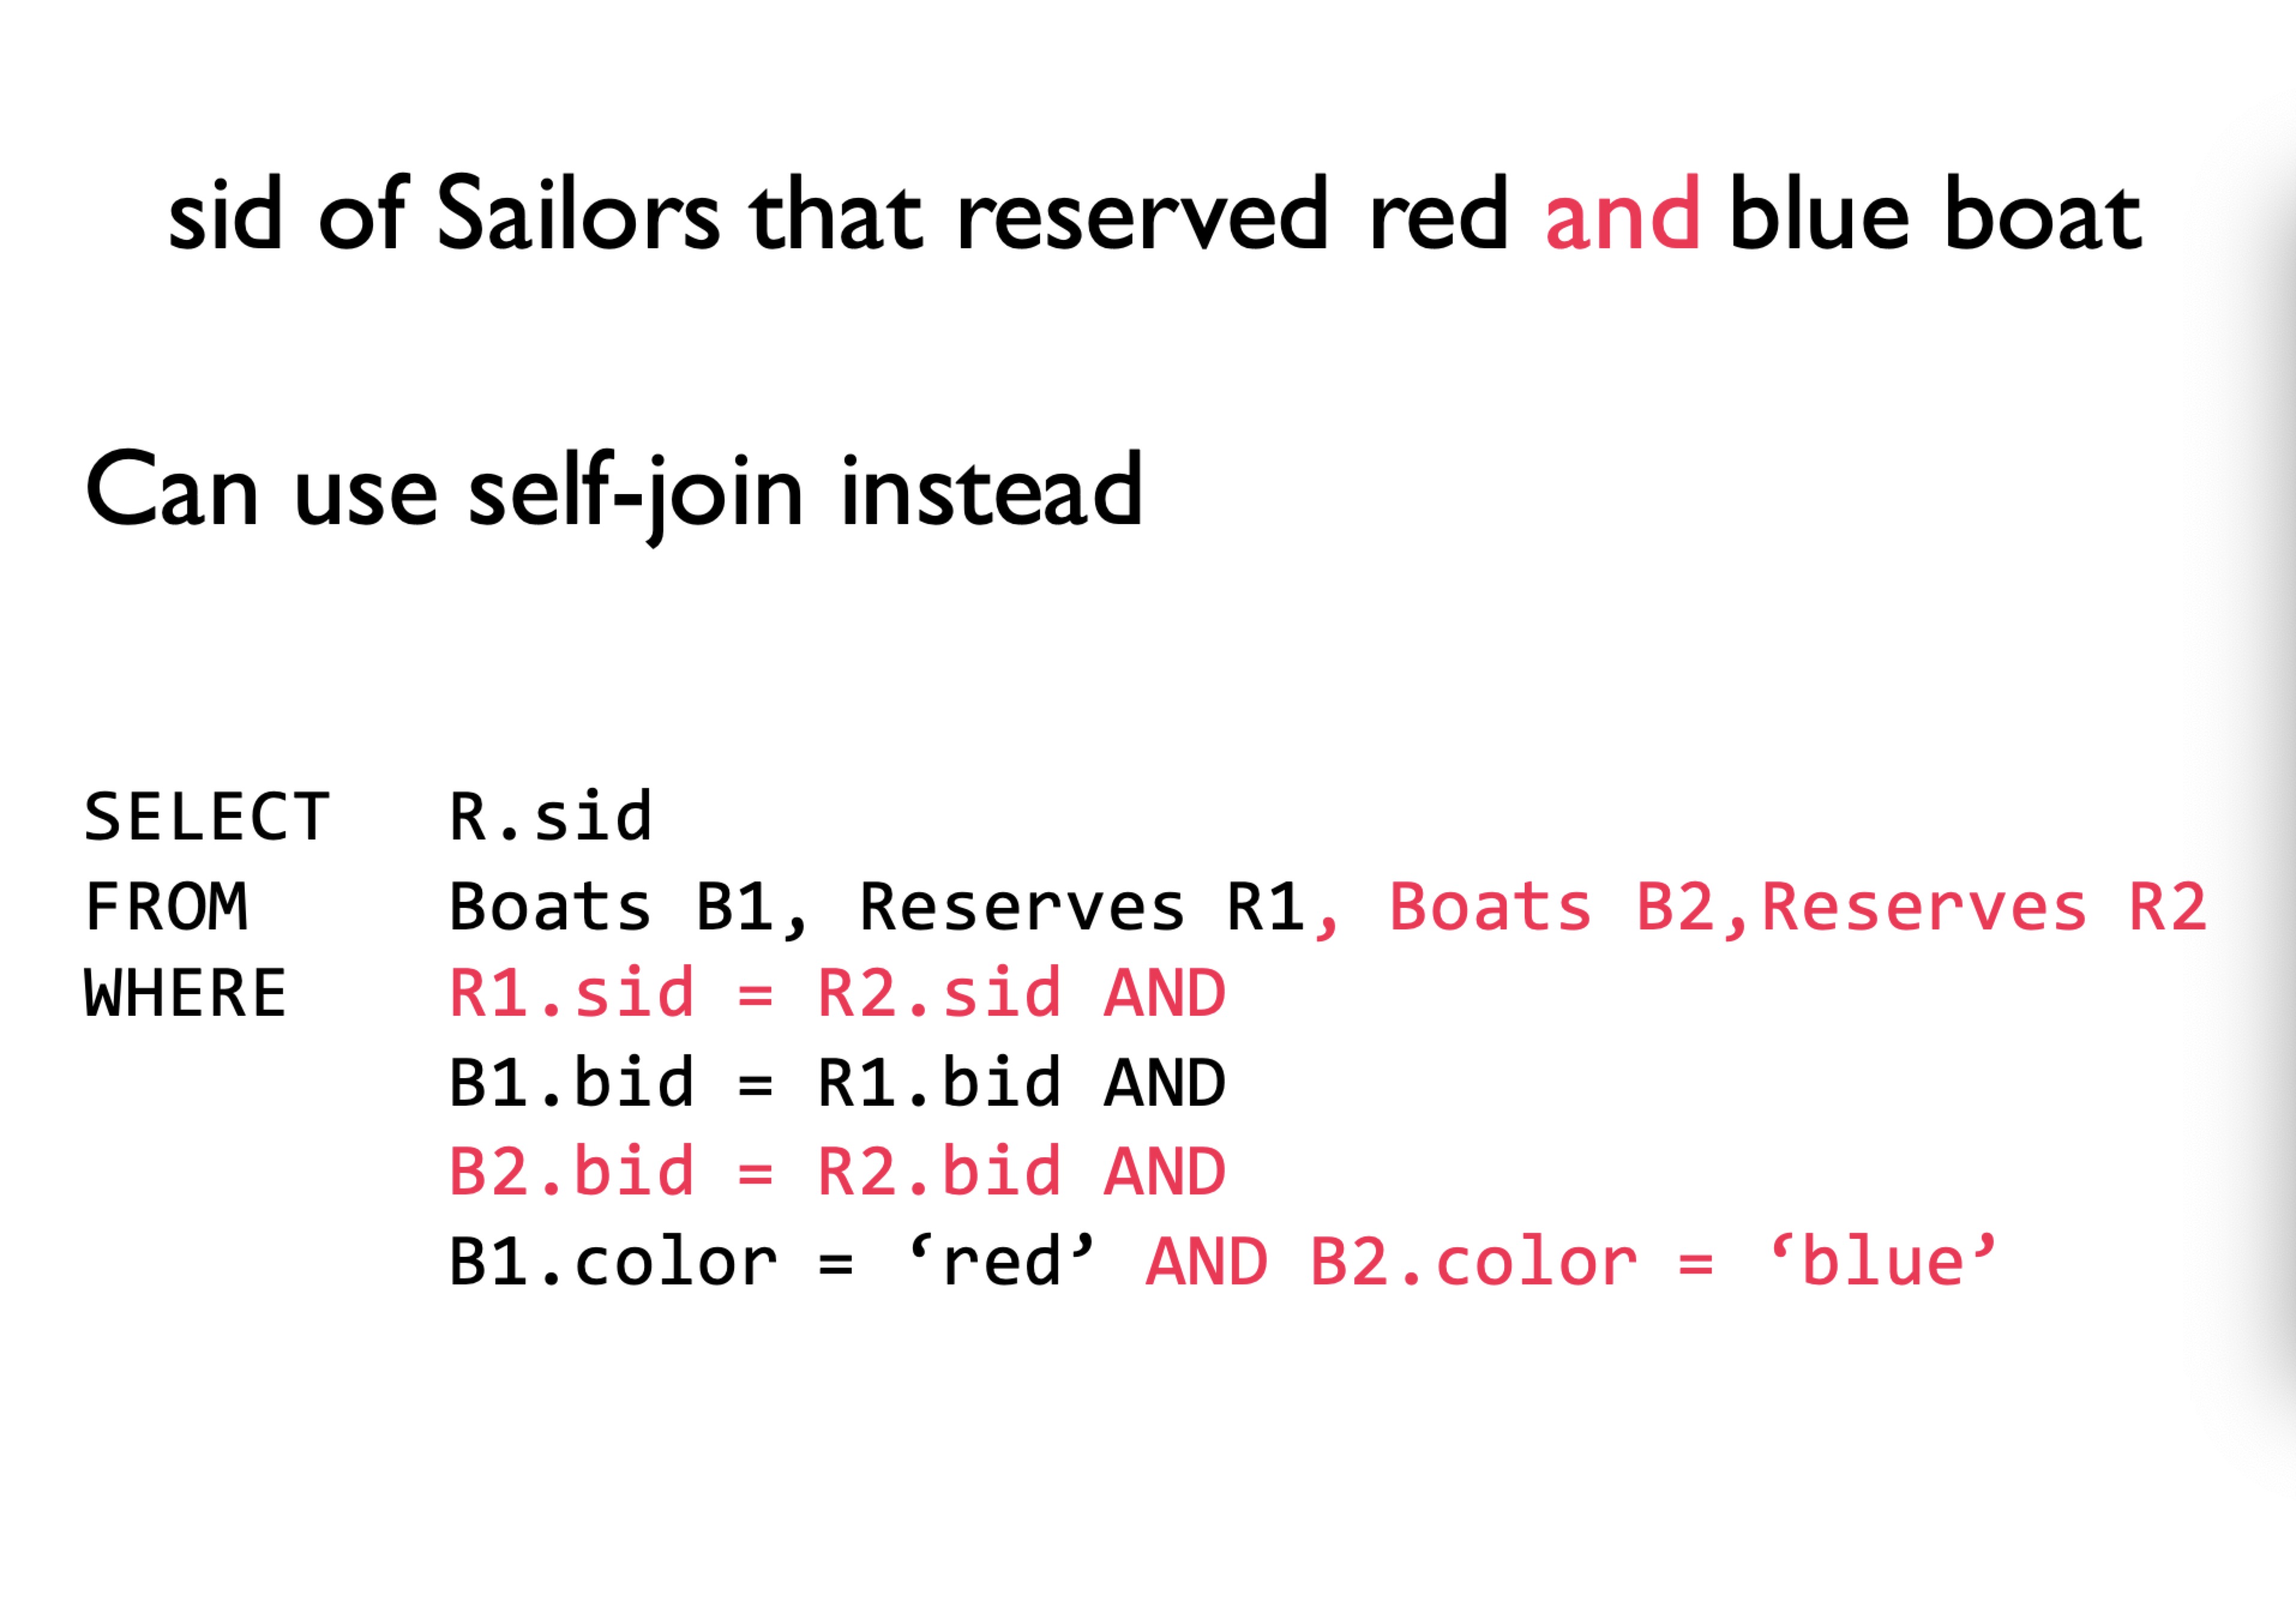 sid of Sailors that reserved red and blue boat
Can use self-join instead
SELECT R.sid
FROM Boats B1, Reserves R1, Boats B2,Reserves R2
WHERE R1.sid = R2.sid AND
B1.bid = R1.bid AND
B2.bid = R2.bid AND
B1.color = ‘red’ AND B2.color = ‘blue’